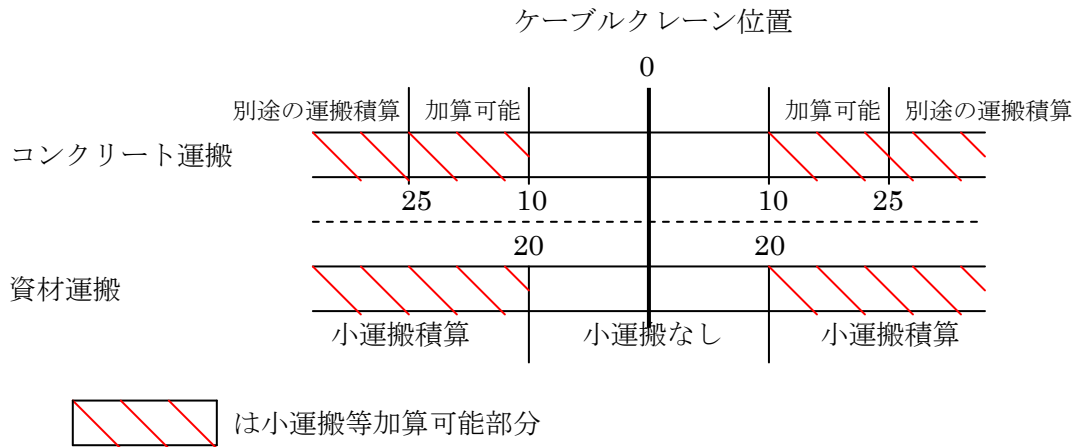 ケーブルクレーン位置
0
別途の運搬積算 加算可能 加算可能 別途の運搬積算
コンクリート運搬
25 10 10 25
20 20
資材運搬
小運搬積算 小運搬なし 小運搬積算
は小運搬等加算可能部分